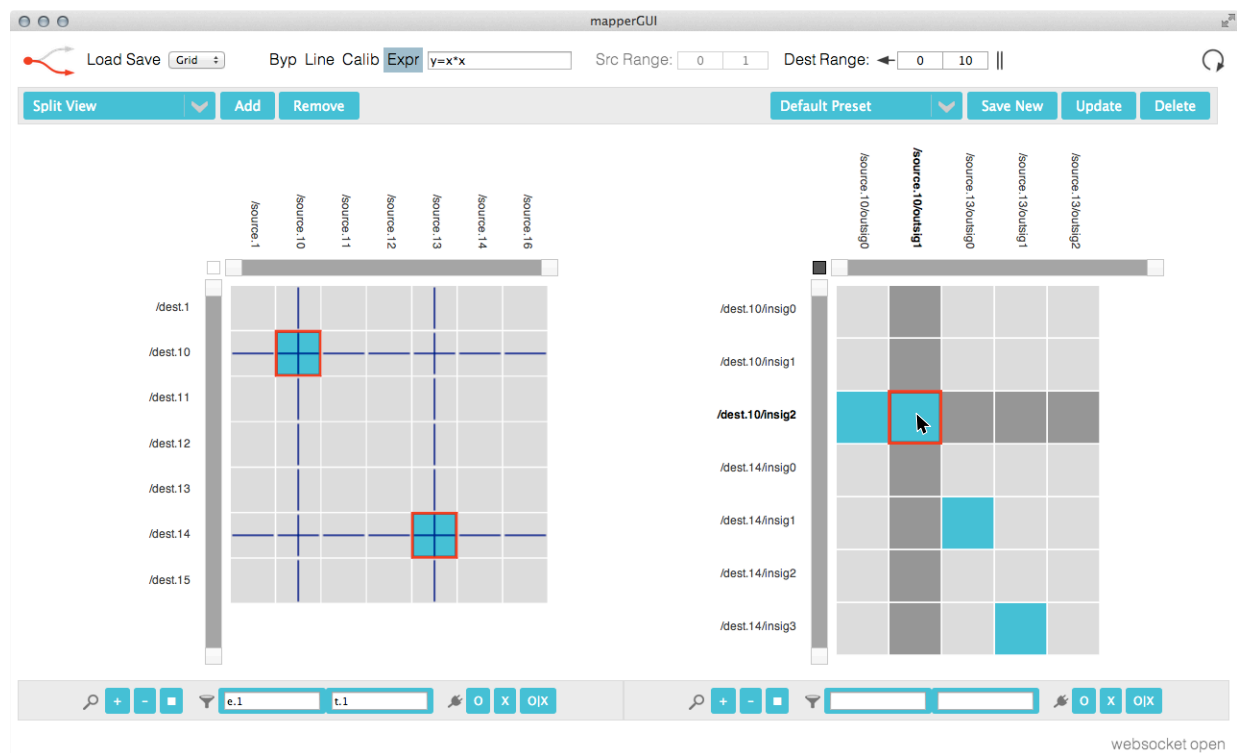 mapperGUI
Load Save Grid Byp Line Calib Expr y=x*x Src Range: 0 1 Dest Range: 0 10
Split View Add Remove Default Preset Save New Update Delete
/source.1 /source.10 /source.11 /source.12 /source.13 /source.14 /source.16
/dest.1
/dest.10
/dest.11
/dest.12
/dest.13
/dest.14
/dest.15
/source.10/outsig0 /source.10/outsig1 /source.13/outsig0 /source.13/outsig1 /source.13/outsig2
/dest.10/insig0
/dest.10/insig1
/dest.10/insig2
/dest.14/insig0
/dest.14/insig1
/dest.14/insig2
/dest.14/insig3
+ - e.1 t.1 O X O|X + - O X O|X
websocket open